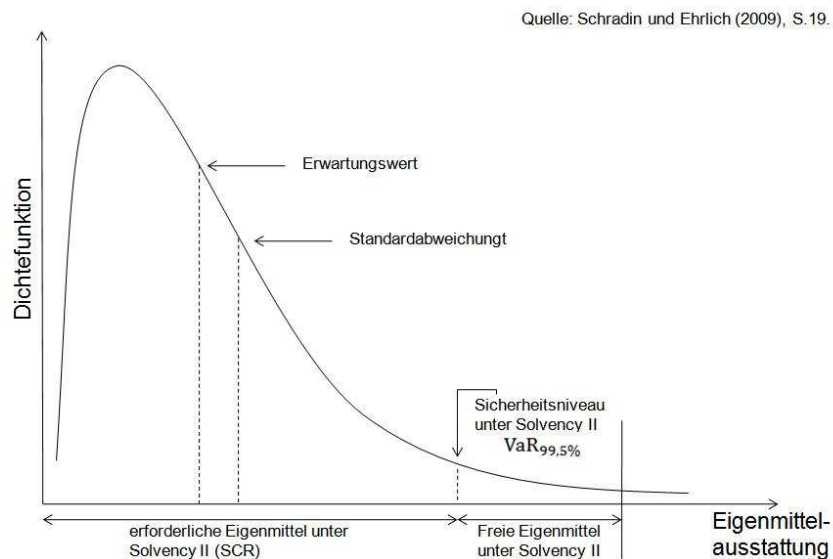 Quelle: Schradin und Ehrlich (2009), S.19.
Dichtefunktion
Erwartungswert
Standardabweichungt
Sicherheitsniveau
unter Solvency II
VaR99,5%
erforderliche Eigenmittel unter
Solvency II (SCR)
Freie Eigenmittel
unter Solvency II
Eigenmittel-
ausstattung